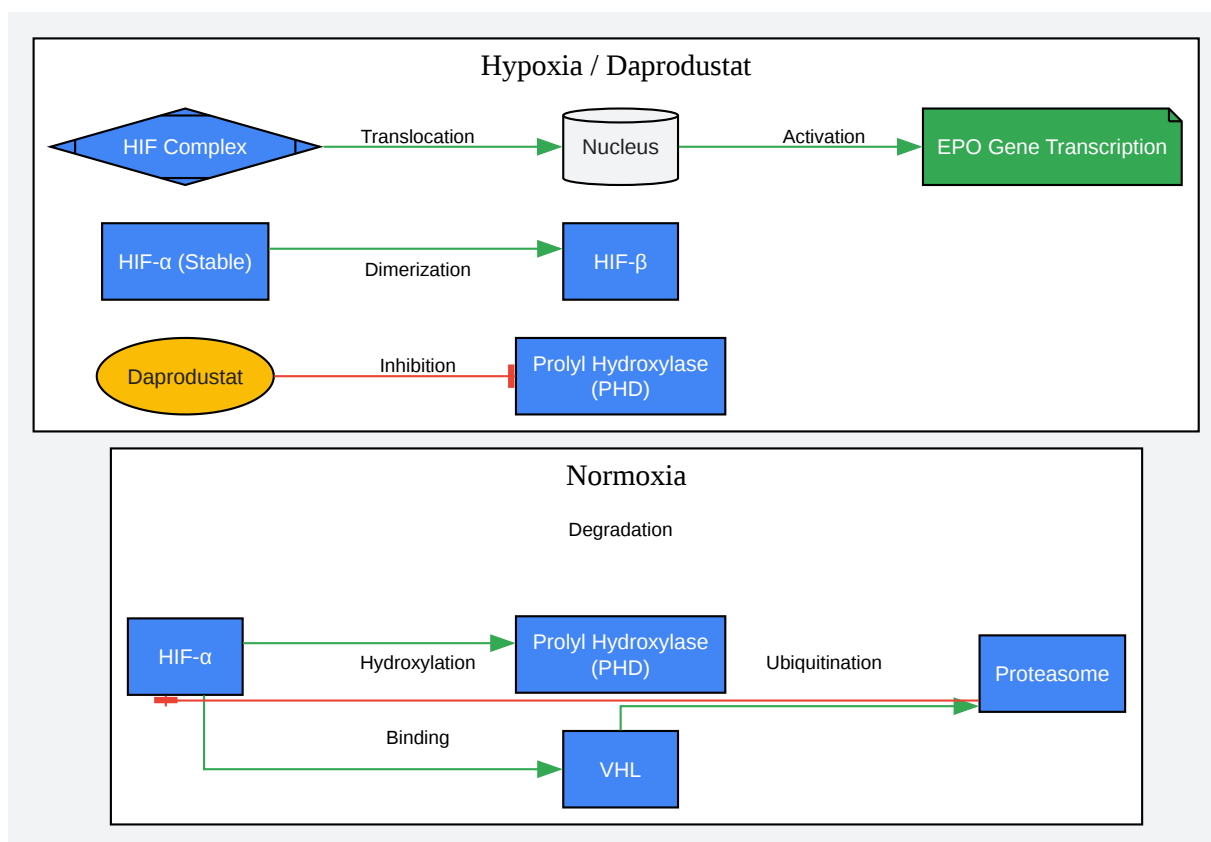 Hypoxia / Daprodustat
HIF Complex
Translocation
Nucleus
Activation
EPO Gene Transcription
HIF-α (Stable)
Dimerization
HIF-β
Daprodustat
Inhibition
Prolyl Hydroxylase
(PHD)
Normoxia
Degradation
HIF-α
Hydroxylation
Prolyl Hydroxylase
(PHD)
Ubiquitination
Proteasome
Binding
VHL